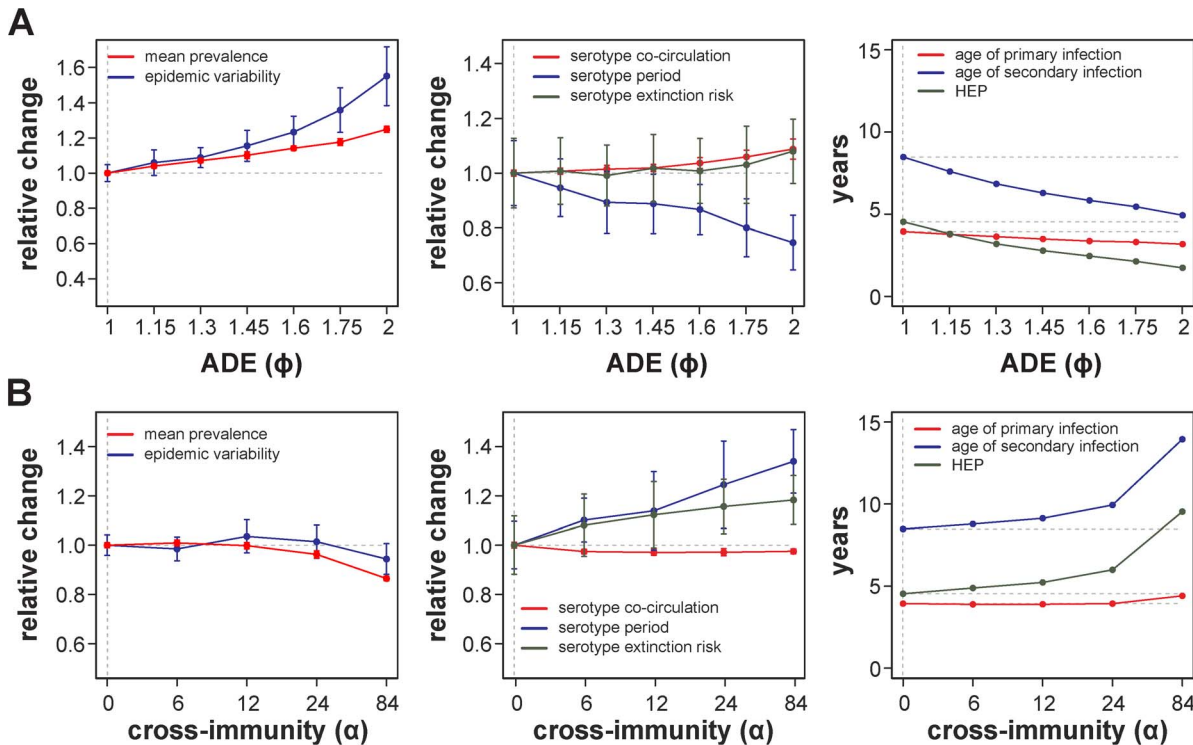 A
mean prevalence
epidemic variability
relative change
1.6
1.4
1.2
1.0
0.8
0.6
0.4
1 1.15 1.3 1.45 1.6 1.75 2
ADE (ϕ)
serotype co-circulation
serotype period
serotype extinction risk
relative change
1.4
1.2
1.0
0.8
0.6
1 1.15 1.3 1.45 1.6 1.75 2
ADE (ϕ)
age of primary infection
age of secondary infection
HEP
years
15
10
5
0
1 1.15 1.3 1.45 1.6 1.75 2
ADE (ϕ)
B
mean prevalence
epidemic variability
relative change
1.4
1.2
1.0
0.8
0.6
0 6 12 24 84
cross-immunity (α)
relative change
1.4
1.2
1.0
0.8
0.6
serotype co-circulation
serotype period
serotype extinction risk
0 6 12 24 84
cross-immunity (α)
age of primary infection
age of secondary infection
HEP
years
15
10
5
0
0 6 12 24 84
cross-immunity (α)